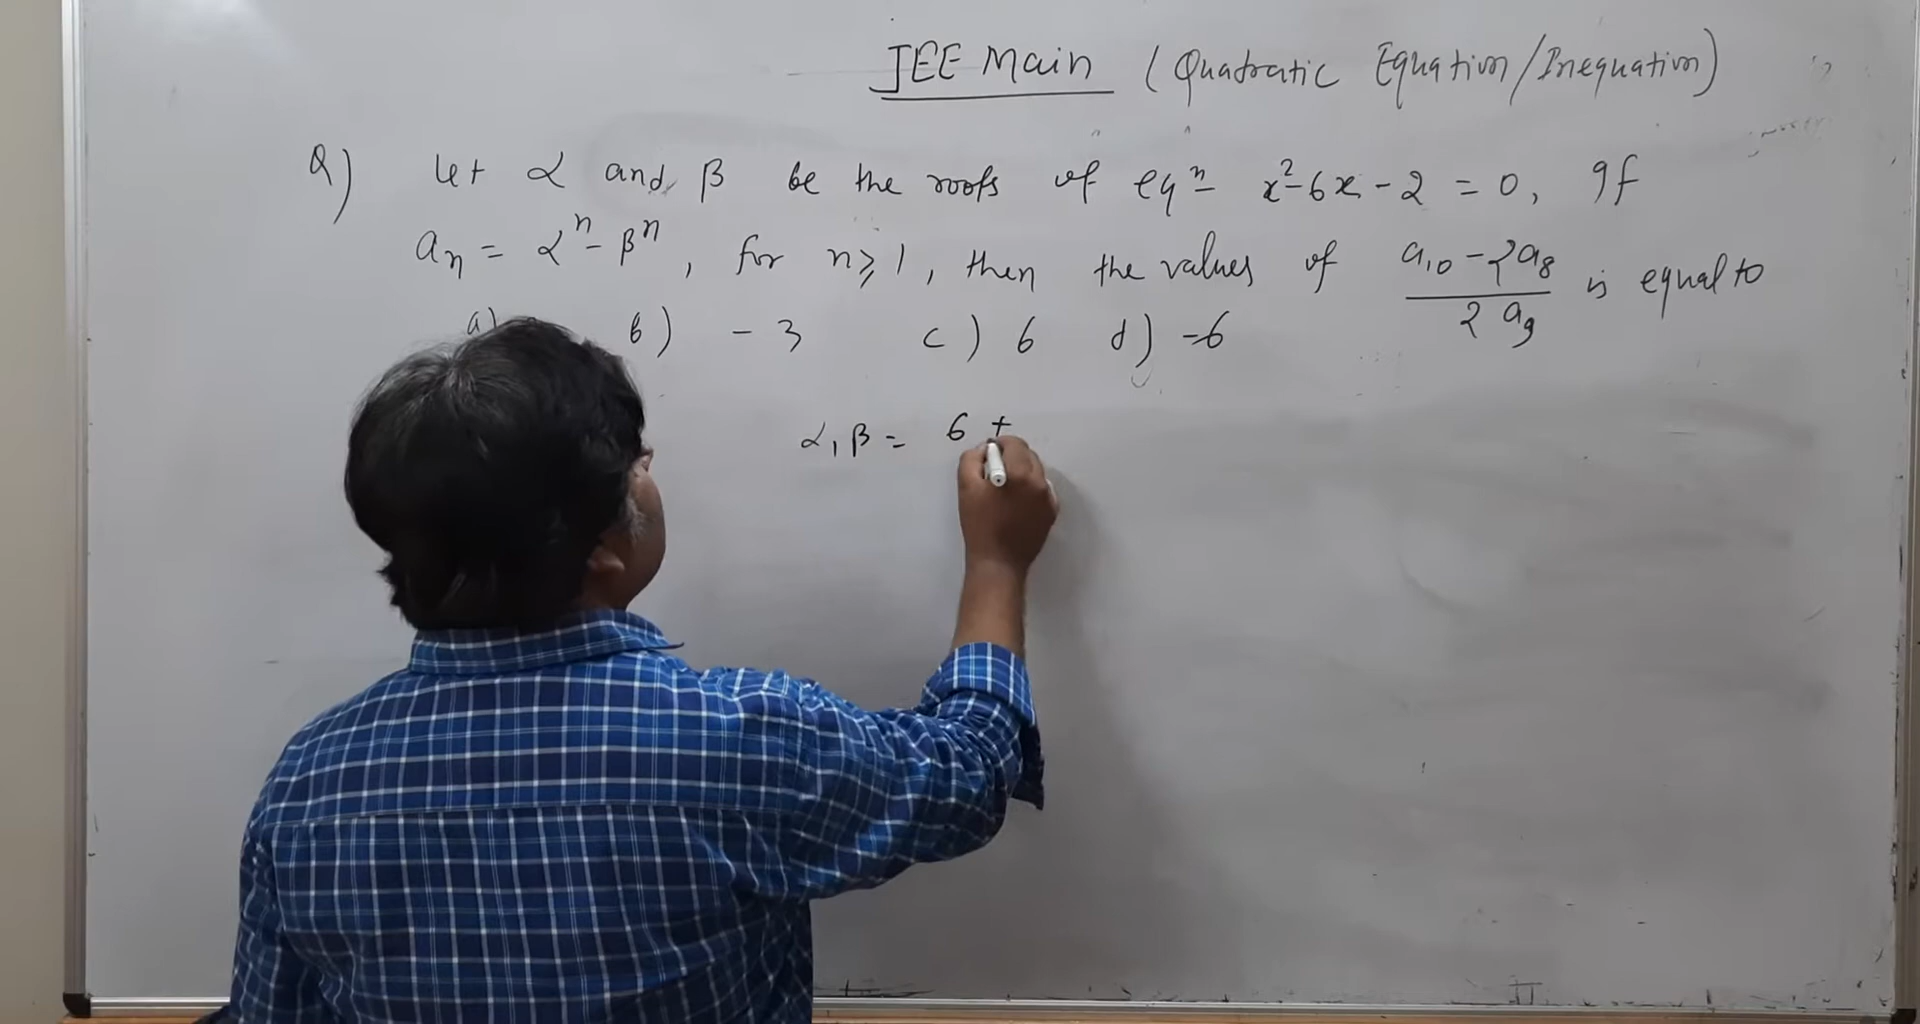 JEE Main (Quadratic Equation/Inequation)
Q) Let α and β be the roots of eqⁿ x²-6x-2=0, If
aₙ = αⁿ-βⁿ, for n⩾1, then the values of (a₁₀-2a₈)/(2a₉) is equal to
a) b) -3 c) 6 d) -6
α,β = 6 ±